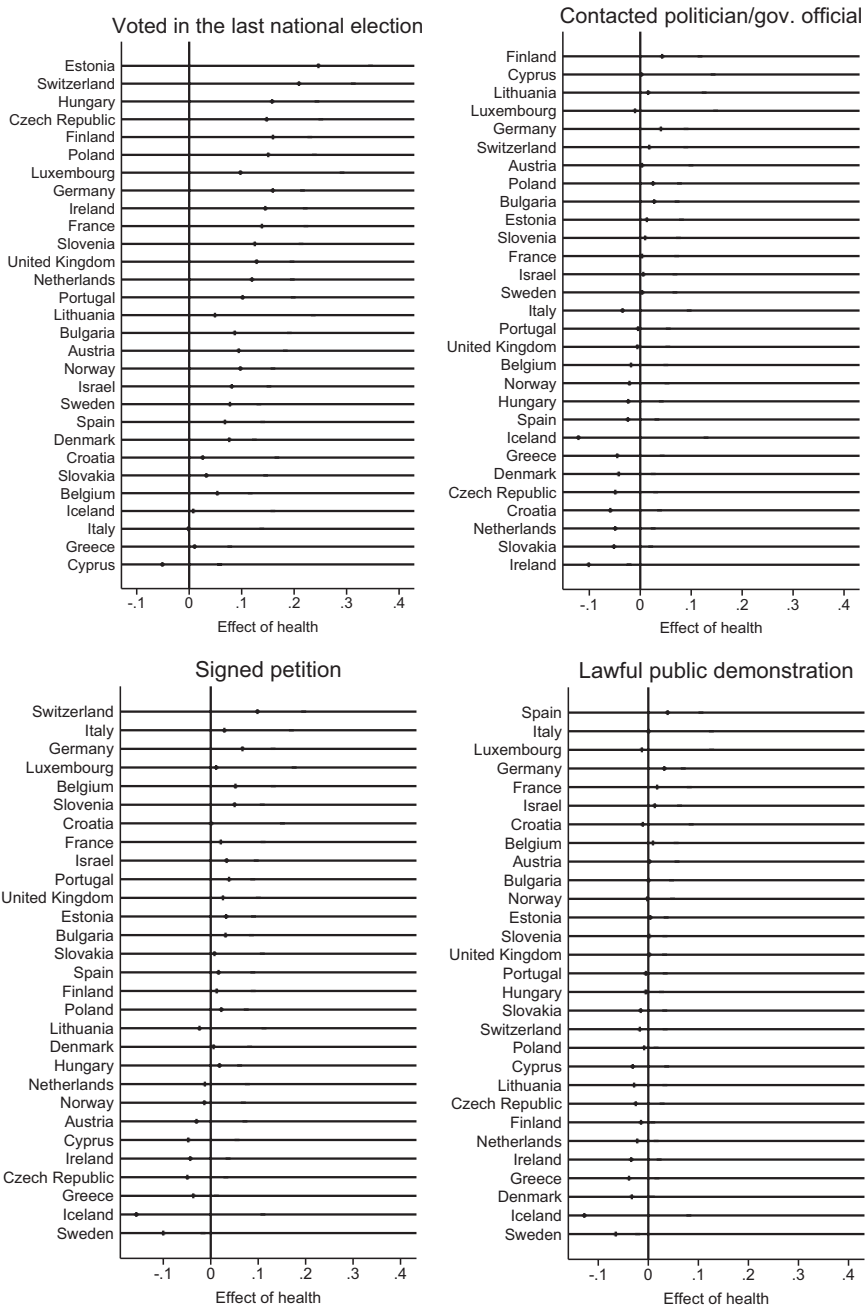 Voted in the last national election
Estonia
Switzerland
Hungary
Czech Republic
Finland
Poland
Luxembourg
Germany
Ireland
France
Slovenia
United Kingdom
Netherlands
Portugal
Lithuania
Bulgaria
Austria
Norway
Israel
Sweden
Spain
Denmark
Croatia
Slovakia
Belgium
Iceland
Italy
Greece
Cyprus
-.1 0 .1 .2 .3 .4
Effect of health
Contacted politician/gov. official
Finland
Cyprus
Lithuania
Luxembourg
Germany
Switzerland
Austria
Poland
Bulgaria
Estonia
Slovenia
France
Israel
Sweden
Italy
Portugal
United Kingdom
Belgium
Norway
Hungary
Spain
Iceland
Greece
Denmark
Czech Republic
Croatia
Netherlands
Slovakia
Ireland
-.1 0 .1 .2 .3 .4
Effect of health
Signed petition
Switzerland
Italy
Germany
Luxembourg
Belgium
Slovenia
Croatia
France
Israel
Portugal
United Kingdom
Estonia
Bulgaria
Slovakia
Spain
Finland
Poland
Lithuania
Denmark
Hungary
Netherlands
Norway
Austria
Cyprus
Ireland
Czech Republic
Greece
Iceland
Sweden
-.1 0 .1 .2 .3 .4
Effect of health
Lawful public demonstration
Spain
Italy
Luxembourg
Germany
France
Israel
Croatia
Belgium
Austria
Bulgaria
Norway
Estonia
Slovenia
United Kingdom
Portugal
Hungary
Slovakia
Switzerland
Poland
Cyprus
Lithuania
Czech Republic
Finland
Netherlands
Ireland
Greece
Denmark
Iceland
Sweden
-.1 0 .1 .2 .3 .4
Effect of health